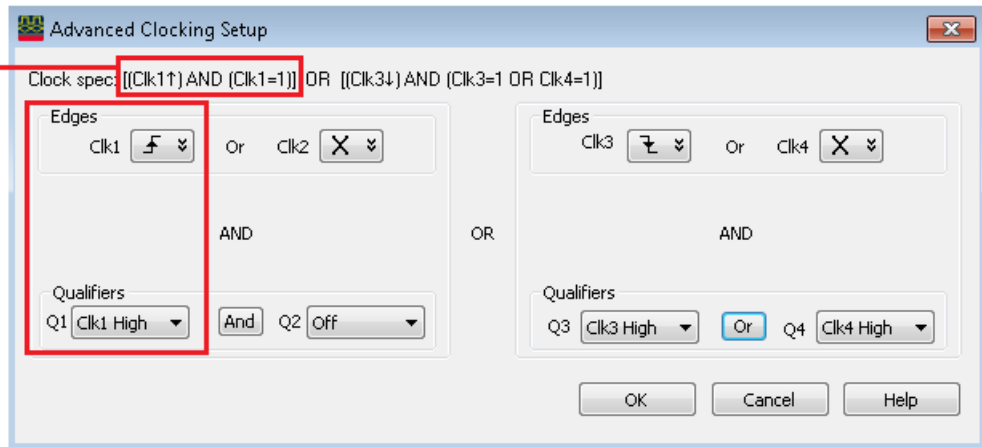 Advanced Clocking Setup
Clock spec: [(Clk1↑) AND (Clk1=1)] OR [(Clk3↓) AND (Clk3=1 OR Clk4=1)]
Edges
Clk1 Or Clk2 X
AND
Qualifiers
Q1 Clk1 High And Q2 Off
OR
Edges
Clk3 Or Clk4 X
AND
Qualifiers
Q3 Clk3 High Or Q4 Clk4 High
OK Cancel Help